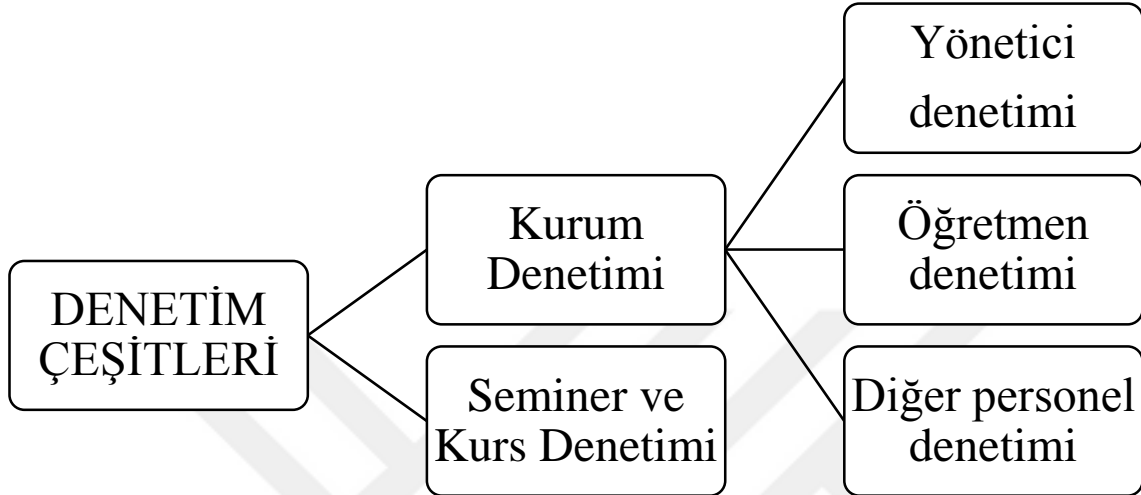 DENETİM
ÇEŞİTLERİ
Kurum
Denetimi
Seminer ve
Kurs Denetimi
Yönetici
denetimi
Öğretmen
denetimi
Diğer personel
denetimi